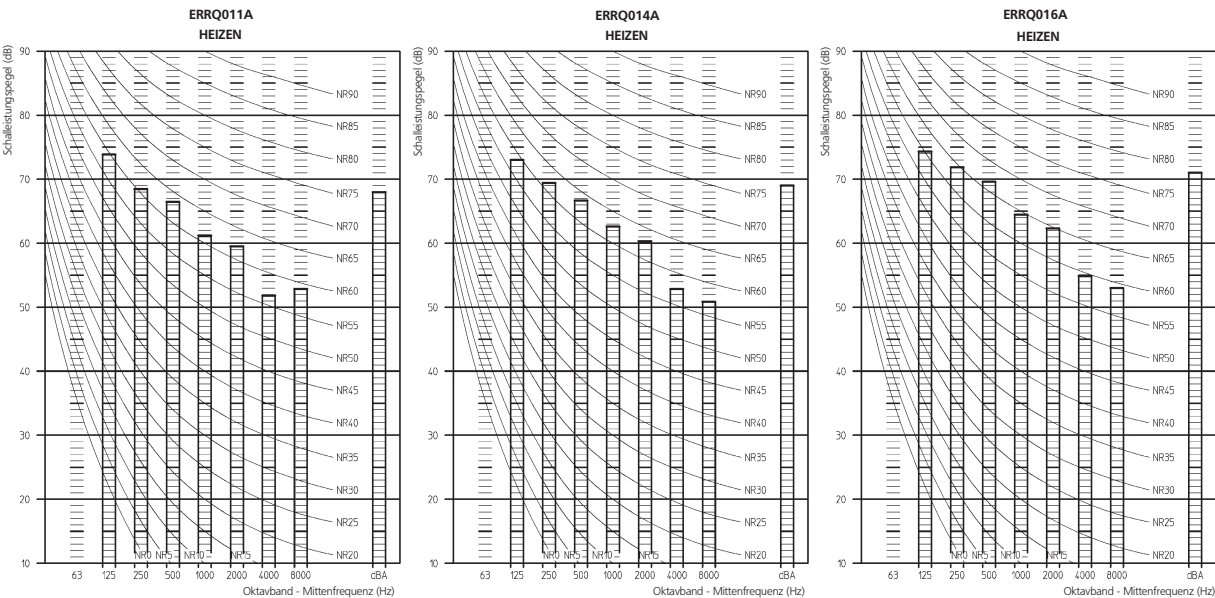 ERRQ011A
HEIZEN
Schalleistungspegel (dB)
90
80
70
60
50
40
30
20
10
NR90
NR85
NR80
NR75
NR70
NR65
NR60
NR55
NR50
NR45
NR40
NR35
NR30
NR25
NR20
NR0 NR5 NR10 NR15
63 125 250 500 1000 2000 4000 8000 dBA
Oktavband - Mittenfrequenz (Hz)
ERRQ014A
HEIZEN
Schalleistungspegel (dB)
90
80
70
60
50
40
30
20
10
NR90
NR85
NR80
NR75
NR70
NR65
NR60
NR55
NR50
NR45
NR40
NR35
NR30
NR25
NR20
NR0 NR5 NR10 NR15
63 125 250 500 1000 2000 4000 8000 dBA
Oktavband - Mittenfrequenz (Hz)
ERRQ016A
HEIZEN
Schalleistungspegel (dB)
90
80
70
60
50
40
30
20
10
NR90
NR85
NR80
NR75
NR70
NR65
NR60
NR55
NR50
NR45
NR40
NR35
NR30
NR25
NR20
NR0 NR5 NR10 NR15
63 125 250 500 1000 2000 4000 8000 dBA
Oktavband - Mittenfrequenz (Hz)